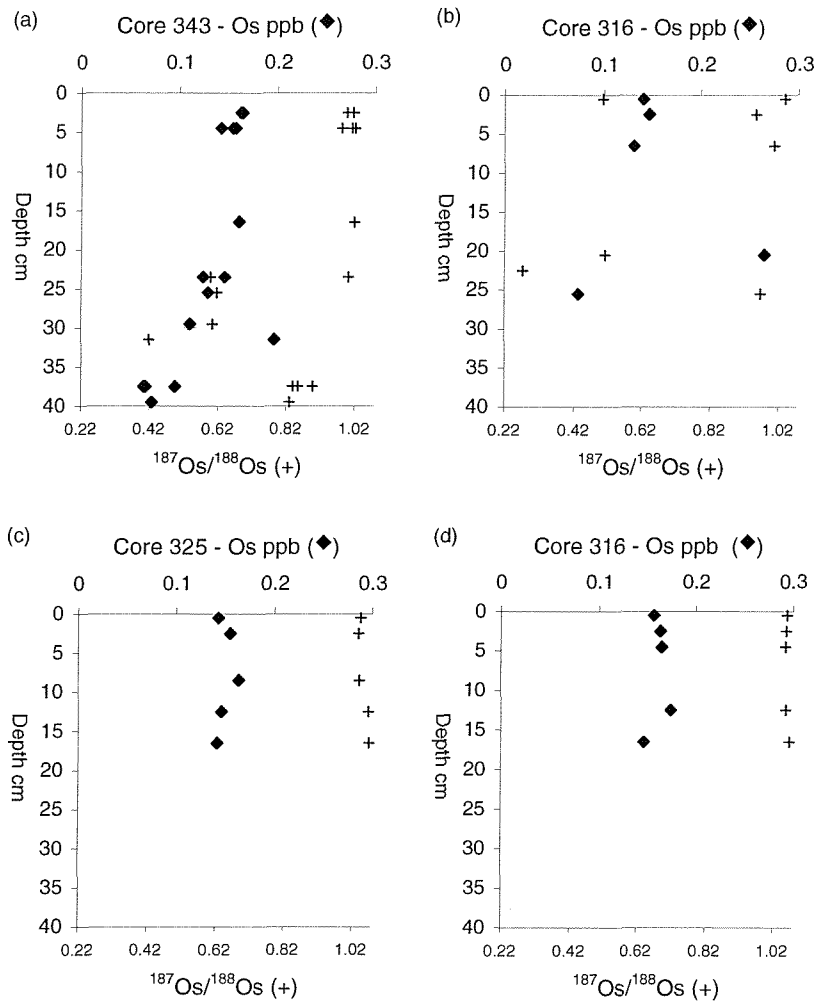 (a)
Core 343 - Os ppb (◆)
0 0.1 0.2 0.3
0
5
10
15
20
25
30
35
40
Depth cm
0.22 0.42 0.62 0.82 1.02
¹⁸⁷Os/¹⁸⁸Os (+)
(b)
Core 316 - Os ppb (◆)
0 0.1 0.2 0.3
0
5
10
15
20
25
30
35
40
Depth cm
0.22 0.42 0.62 0.82 1.02
¹⁸⁷Os/¹⁸⁸Os (+)
(c)
Core 325 - Os ppb (◆)
0 0.1 0.2 0.3
0
5
10
15
20
25
30
35
40
Depth cm
0.22 0.42 0.62 0.82 1.02
¹⁸⁷Os/¹⁸⁸Os (+)
(d)
Core 316 - Os ppb (◆)
0 0.1 0.2 0.3
0
5
10
15
20
25
30
35
40
Depth cm
0.22 0.42 0.62 0.82 1.02
¹⁸⁷Os/¹⁸⁸Os (+)